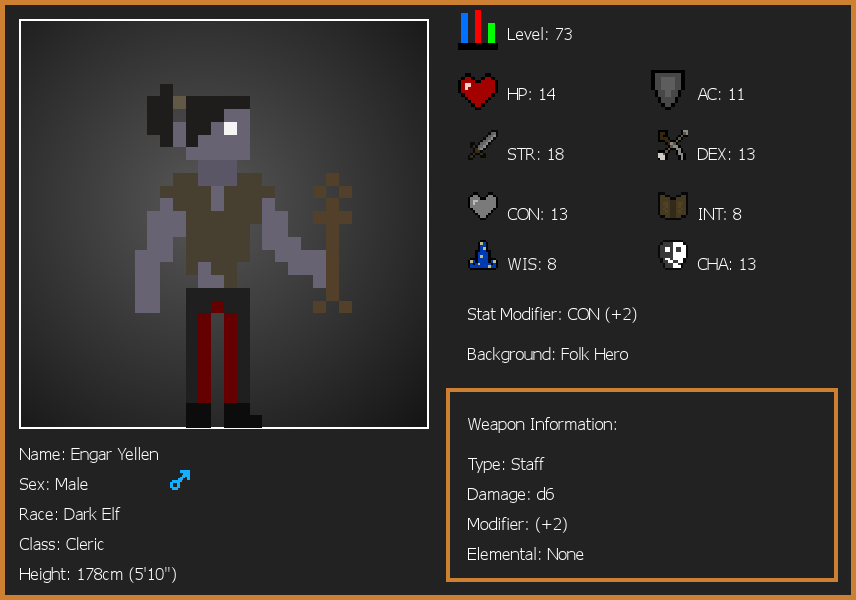 Level: 73
HP: 14
AC: 11
STR: 18
DEX: 13
CON: 13
INT: 8
WIS: 8
CHA: 13
Stat Modifier: CON (+2)
Background: Folk Hero
Weapon Information:
Type: Staff
Damage: d6
Modifier: (+2)
Elemental: None
Name: Engar Yellen
Sex: Male
Race: Dark Elf
Class: Cleric
Height: 178cm (5'10")